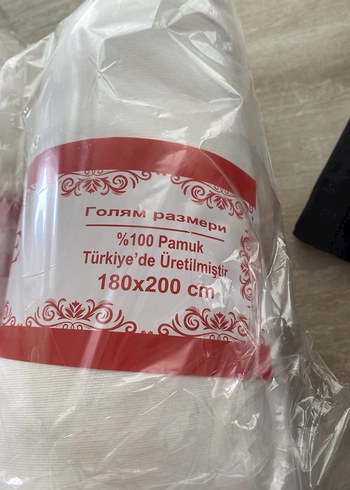 Голям размери
%100 Pamuk
Türkiye'de Üretilmiştir
180x200 cm